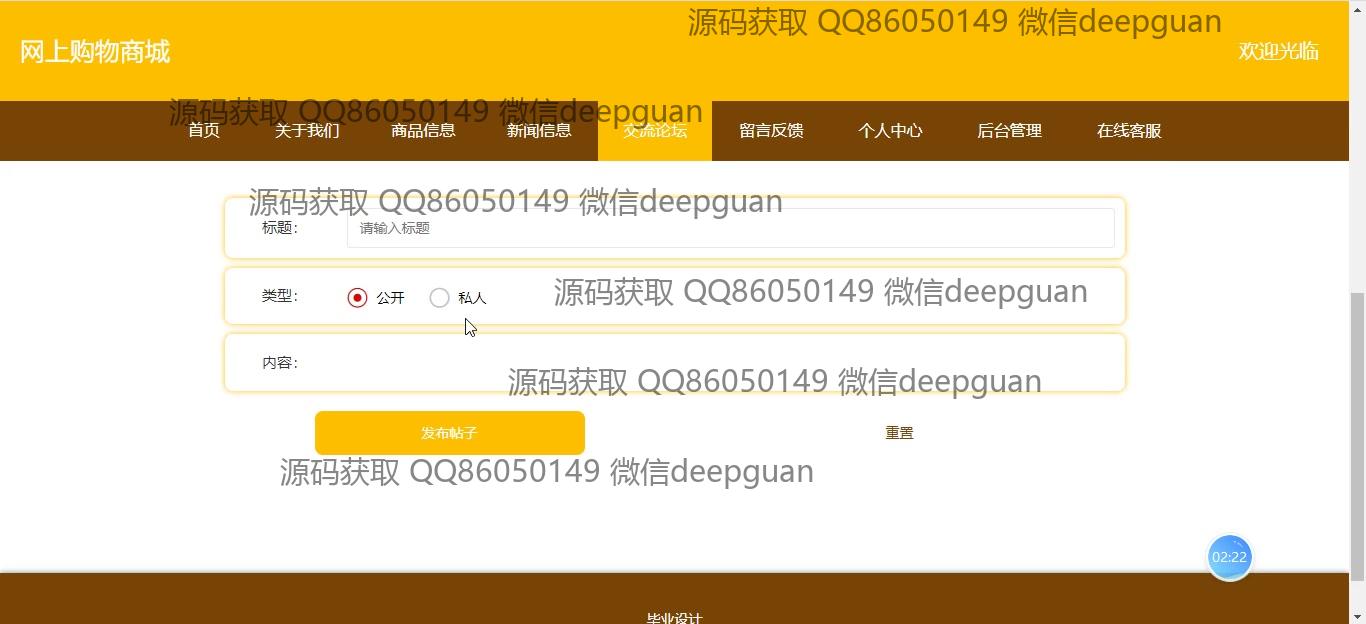 源码获取 QQ86050149 微信deepguan
网上购物商城
欢迎光临
源码获取 QQ86050149 微信deepguan
首页 关于我们 商品信息 新闻信息 交流论坛 留言反馈 个人中心 后台管理 在线客服
源码获取 QQ86050149 微信deepguan
标题： 请输入标题
源码获取 QQ86050149 微信deepguan
类型： 公开 私人
内容：
源码获取 QQ86050149 微信deepguan
发布帖子 重置
源码获取 QQ86050149 微信deepguan
02:22
毕业设计